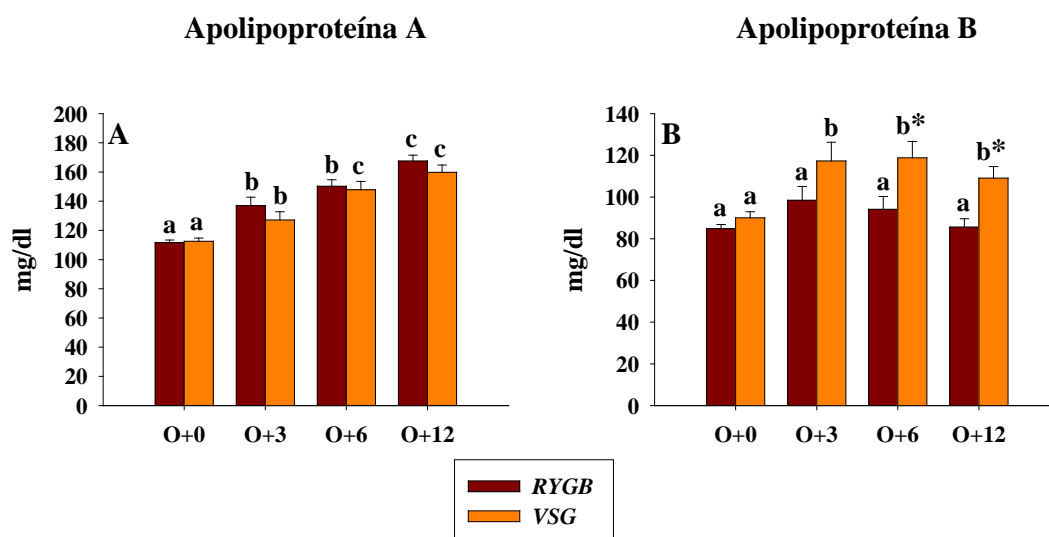 Apolipoproteína A
A
mg/dl
200
180
160
140
120
100
80
60
40
20
0
a a b b b c c c
O+0 O+3 O+6 O+12
Apolipoproteína B
B
mg/dl
140
120
100
80
60
40
20
0
a a a b a b* a b*
O+0 O+3 O+6 O+12
RYGB
VSG